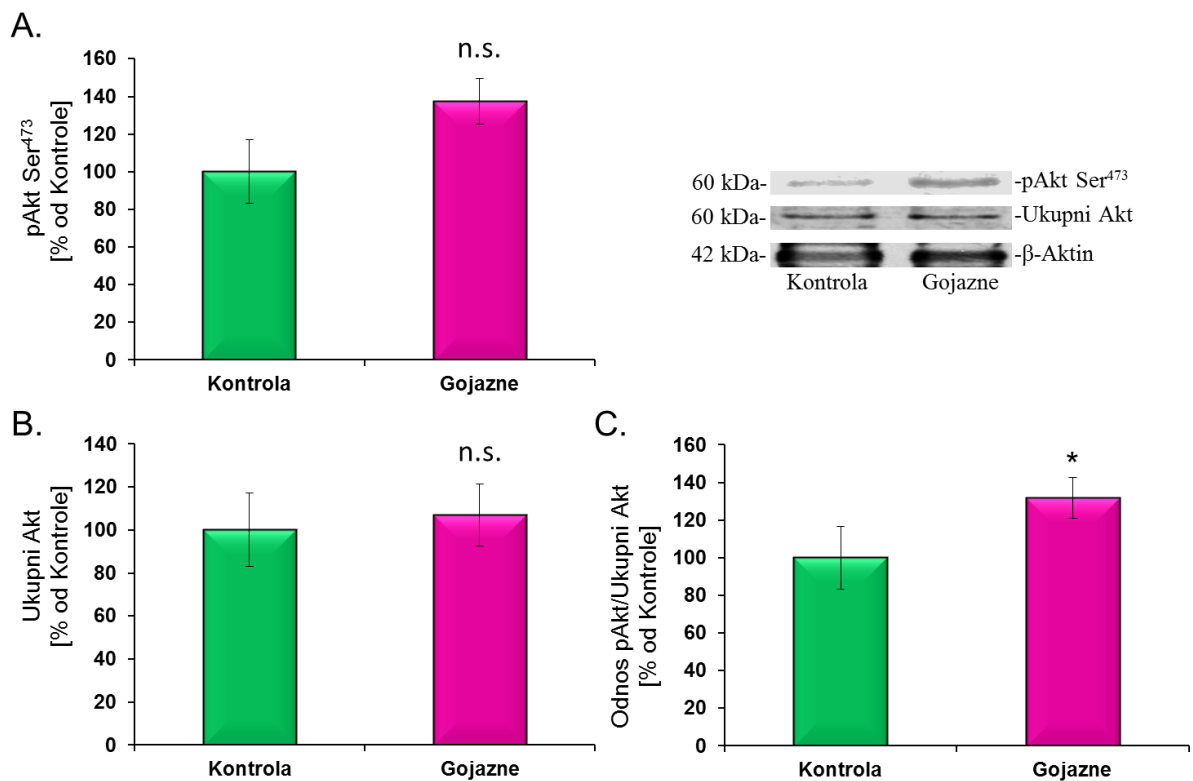 A.
pAkt Ser⁴⁷³
[% od Kontrole]
160
140
120
100
80
60
40
20
0
n.s.
Kontrola
Gojazne
60 kDa-
-pAkt Ser⁴⁷³
60 kDa-
-Ukupni Akt
42 kDa-
-β-Aktin
Kontrola
Gojazne
B.
Ukupni Akt
[% od Kontrole]
140
120
100
80
60
40
20
0
n.s.
Kontrola
Gojazne
C.
Odnos pAkt/Ukupni Akt
[% od Kontrole]
160
140
120
100
80
60
40
20
0
*
Kontrola
Gojazne